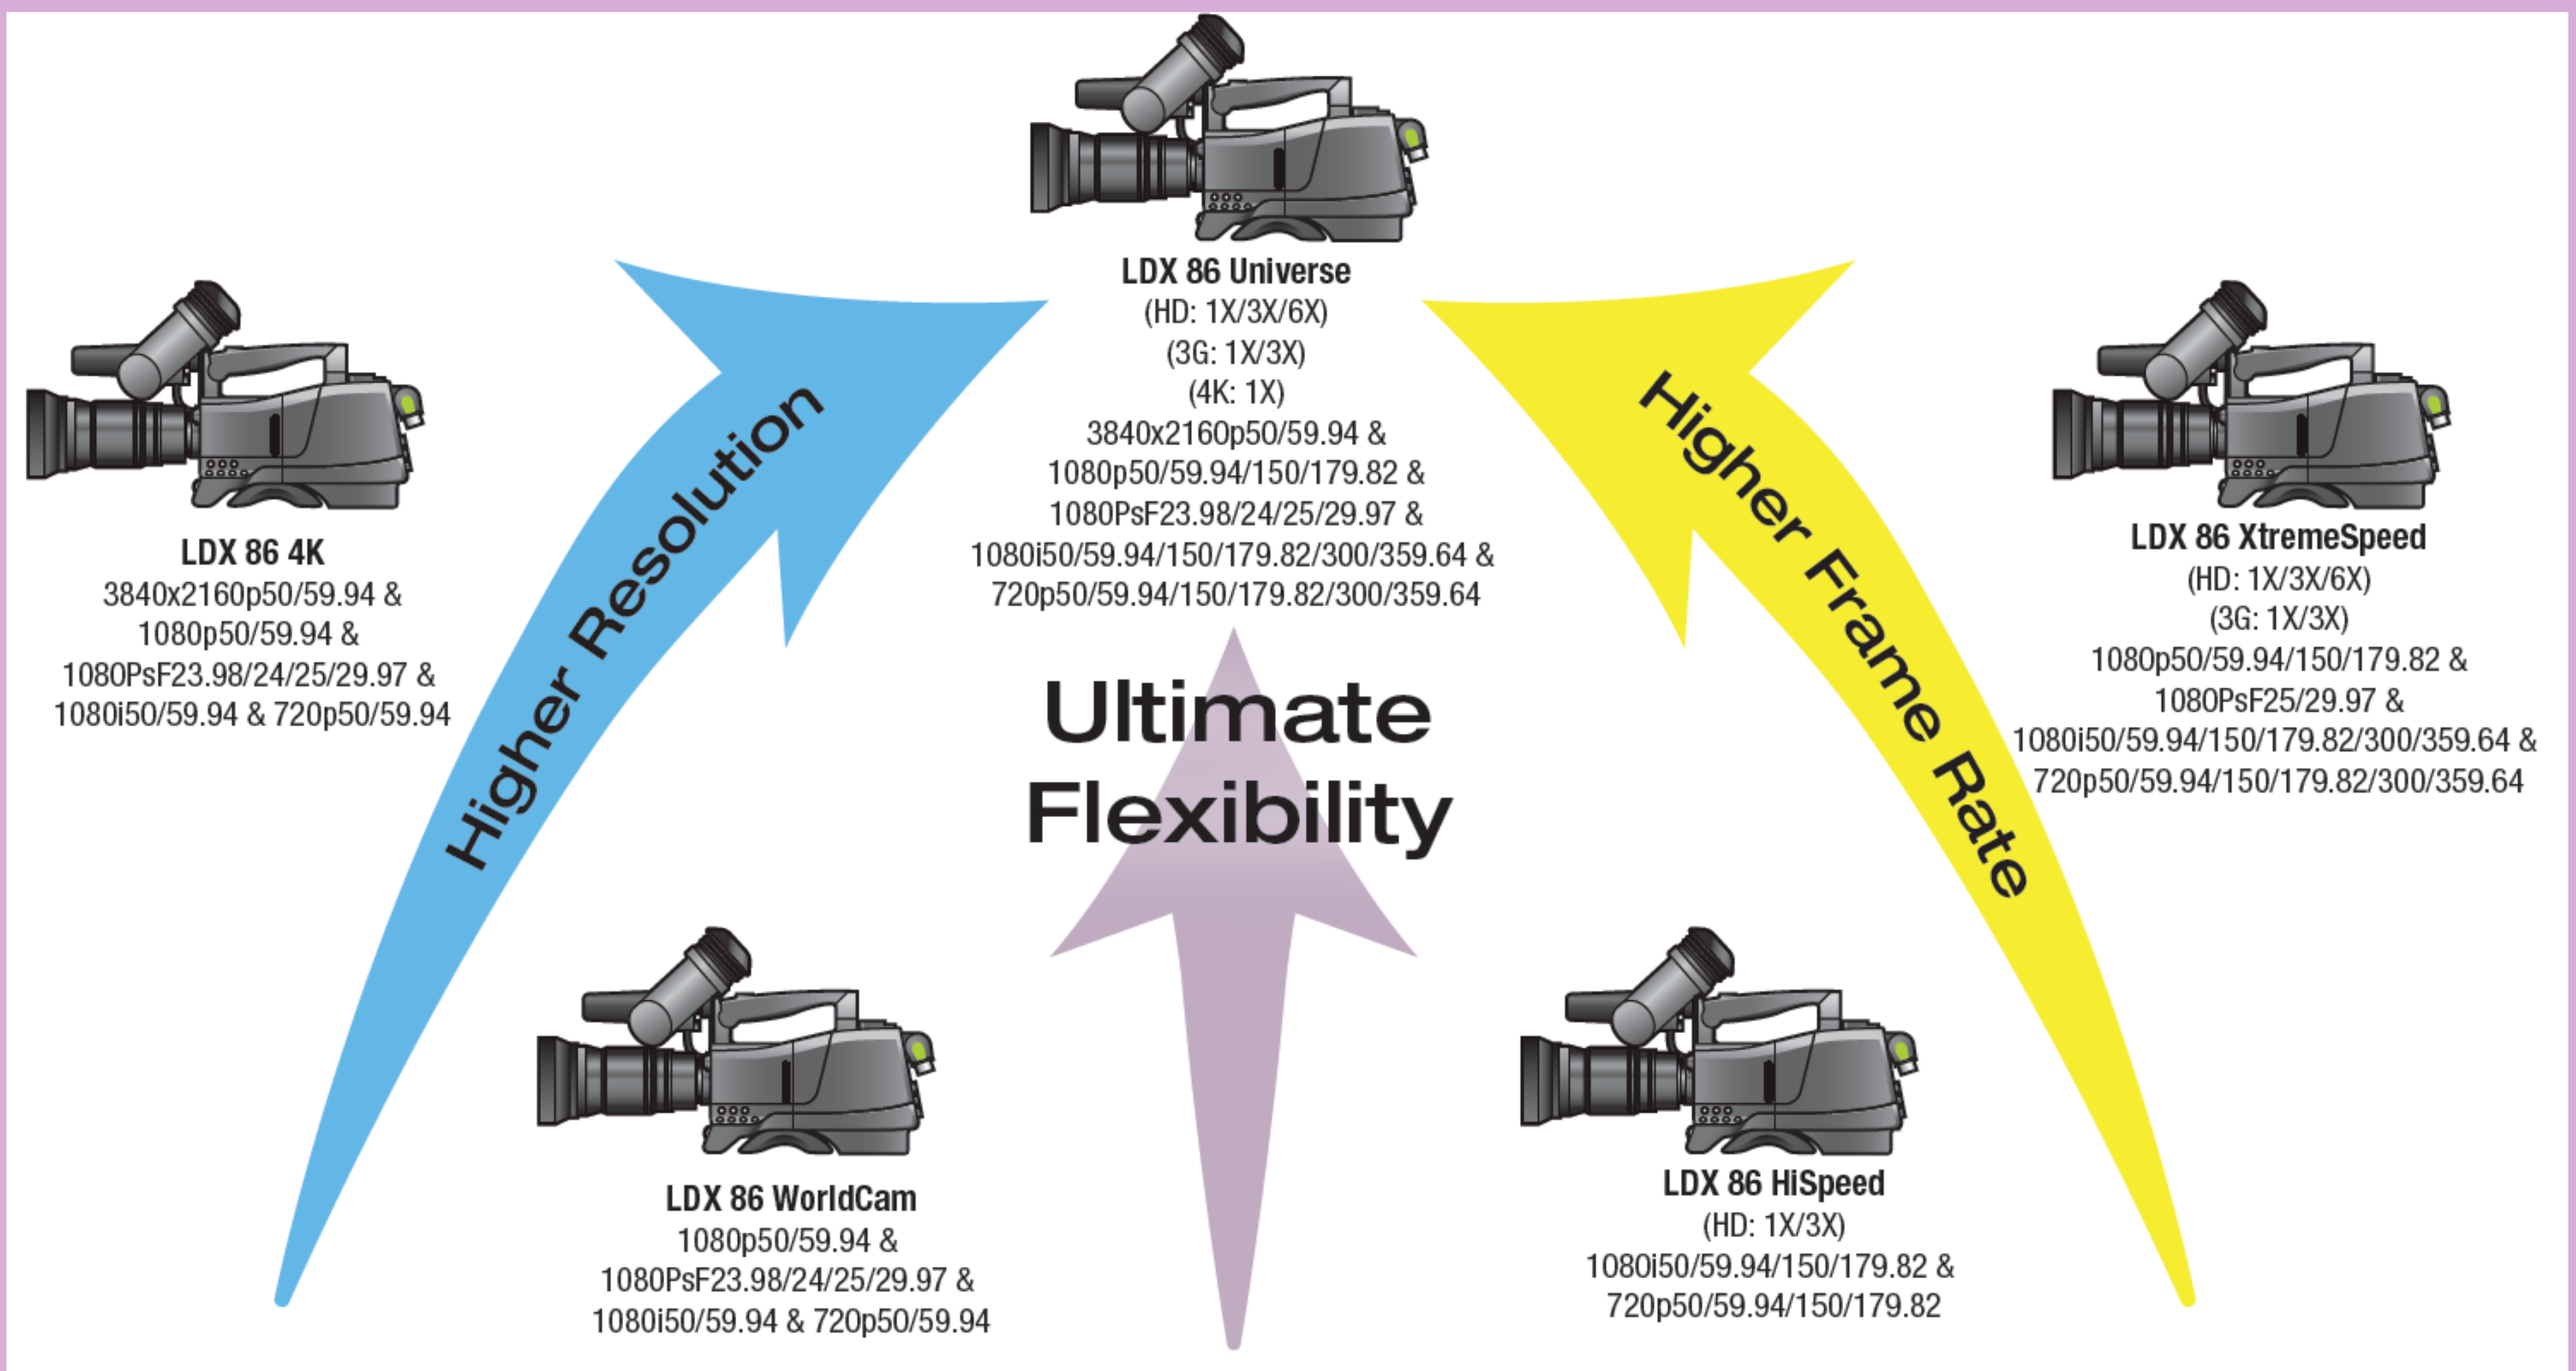 LDX 86 Universe
(HD: 1X/3X/6X)
(3G: 1X/3X)
(4K: 1X)
3840x2160p50/59.94 &
1080p50/59.94/150/179.82 &
1080PsF23.98/24/25/29.97 &
1080i50/59.94/150/179.82/300/359.64 &
720p50/59.94/150/179.82/300/359.64
LDX 86 4K
3840x2160p50/59.94 &
1080p50/59.94 &
1080PsF23.98/24/25/29.97 &
1080i50/59.94 & 720p50/59.94
Higher Resolution
Higher Frame Rate
LDX 86 XtremeSpeed
(HD: 1X/3X/6X)
(3G: 1X/3X)
1080p50/59.94/150/179.82 &
1080PsF25/29.97 &
1080i50/59.94/150/179.82/300/359.64 &
720p50/59.94/150/179.82/300/359.64
Ultimate
Flexibility
LDX 86 WorldCam
1080p50/59.94 &
1080PsF23.98/24/25/29.97 &
1080i50/59.94 & 720p50/59.94
LDX 86 HiSpeed
(HD: 1X/3X)
1080i50/59.94/150/179.82 &
720p50/59.94/150/179.82